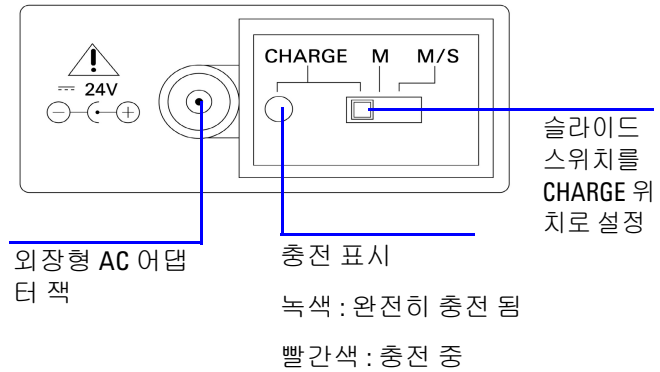 CHARGE M M/S
24V
슬라이드
스위치를
CHARGE 위
치로 설정
외장형 AC 어댑
터 잭
충전 표시
녹색 : 완전히 충전 됨
빨간색 : 충전 중